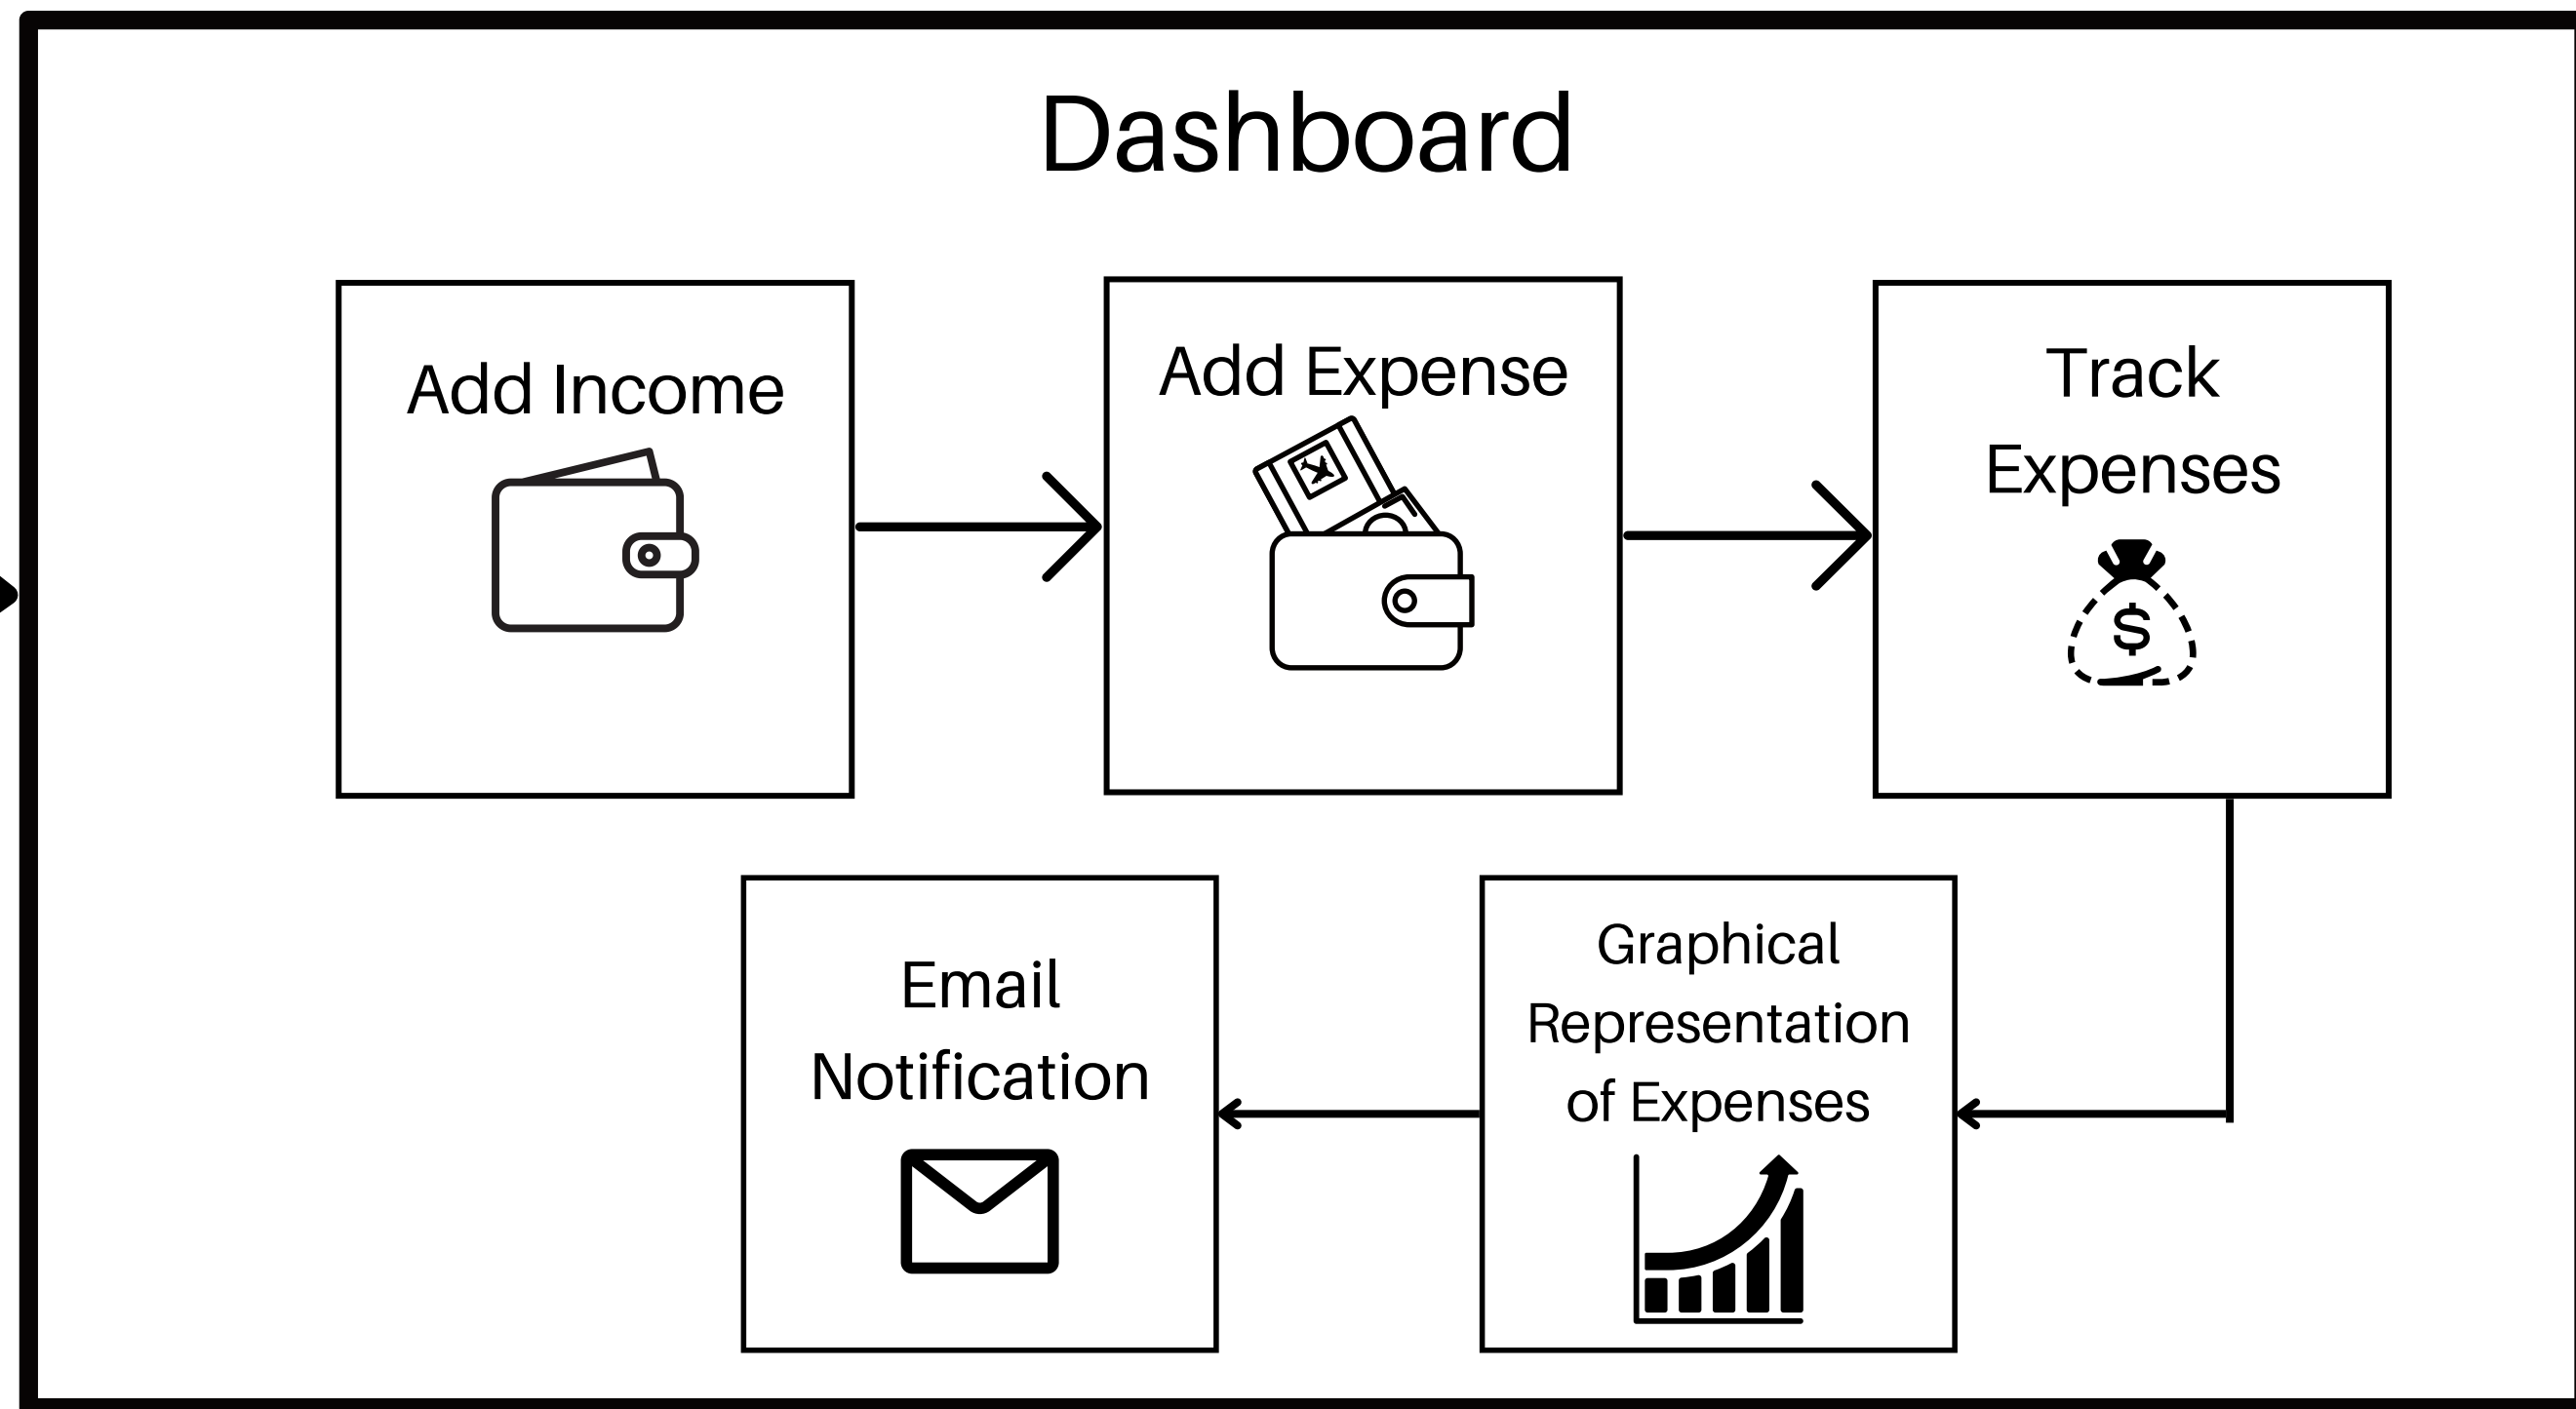 Dashboard
Add Income
Add Expense
Track
Expenses
$
Email
Notification
Graphical
Representation
of Expenses